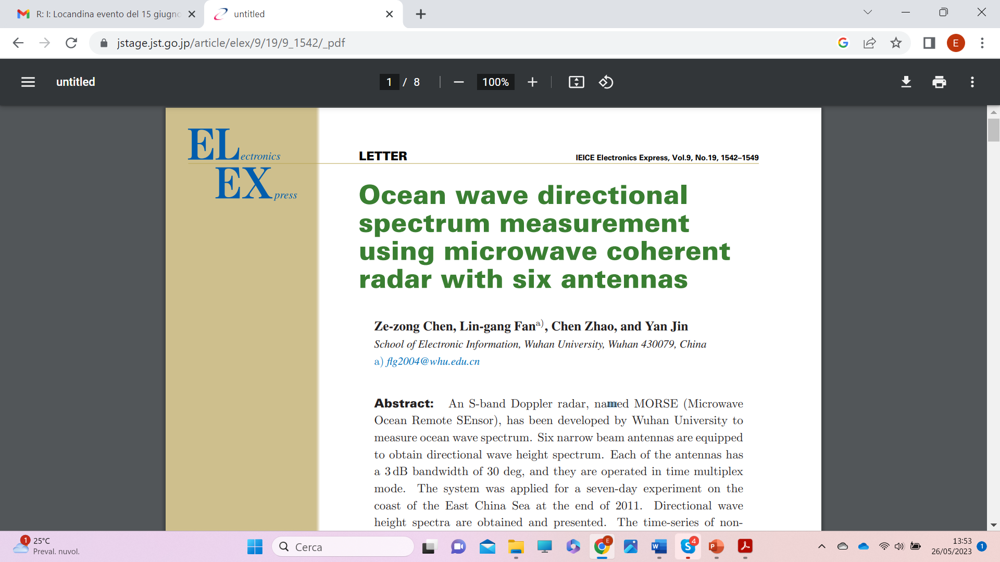 R: I: Locandina evento del 15 giugno
untitled
jstage.jst.go.jp/article/elex/9/19/9_1542/_pdf
E
untitled
1 / 8
100%
ELectronics
EXpress
LETTER
IEICE Electronics Express, Vol.9, No.19, 1542–1549
Ocean wave directional
spectrum measurement
using microwave coherent
radar with six antennas
Ze-zong Chen, Lin-gang Fana), Chen Zhao, and Yan Jin
School of Electronic Information, Wuhan University, Wuhan 430079, China
a) flg2004@whu.edu.cn
Abstract: An S-band Doppler radar, named MORSE (Microwave
Ocean Remote SEnsor), has been developed by Wuhan University to
measure ocean wave spectrum. Six narrow beam antennas are equipped
to obtain directional wave height spectrum. Each of the antennas has
a 3 dB bandwidth of 30 deg, and they are operated in time multiplex
mode. The system was applied for a seven-day experiment on the
coast of the East China Sea at the end of 2011. Directional wave
height spectra are obtained and presented. The time-series of non-
1
25°C
Preval. nuvol.
Cerca
E
W
S
4
P
13:53
26/05/2023
1